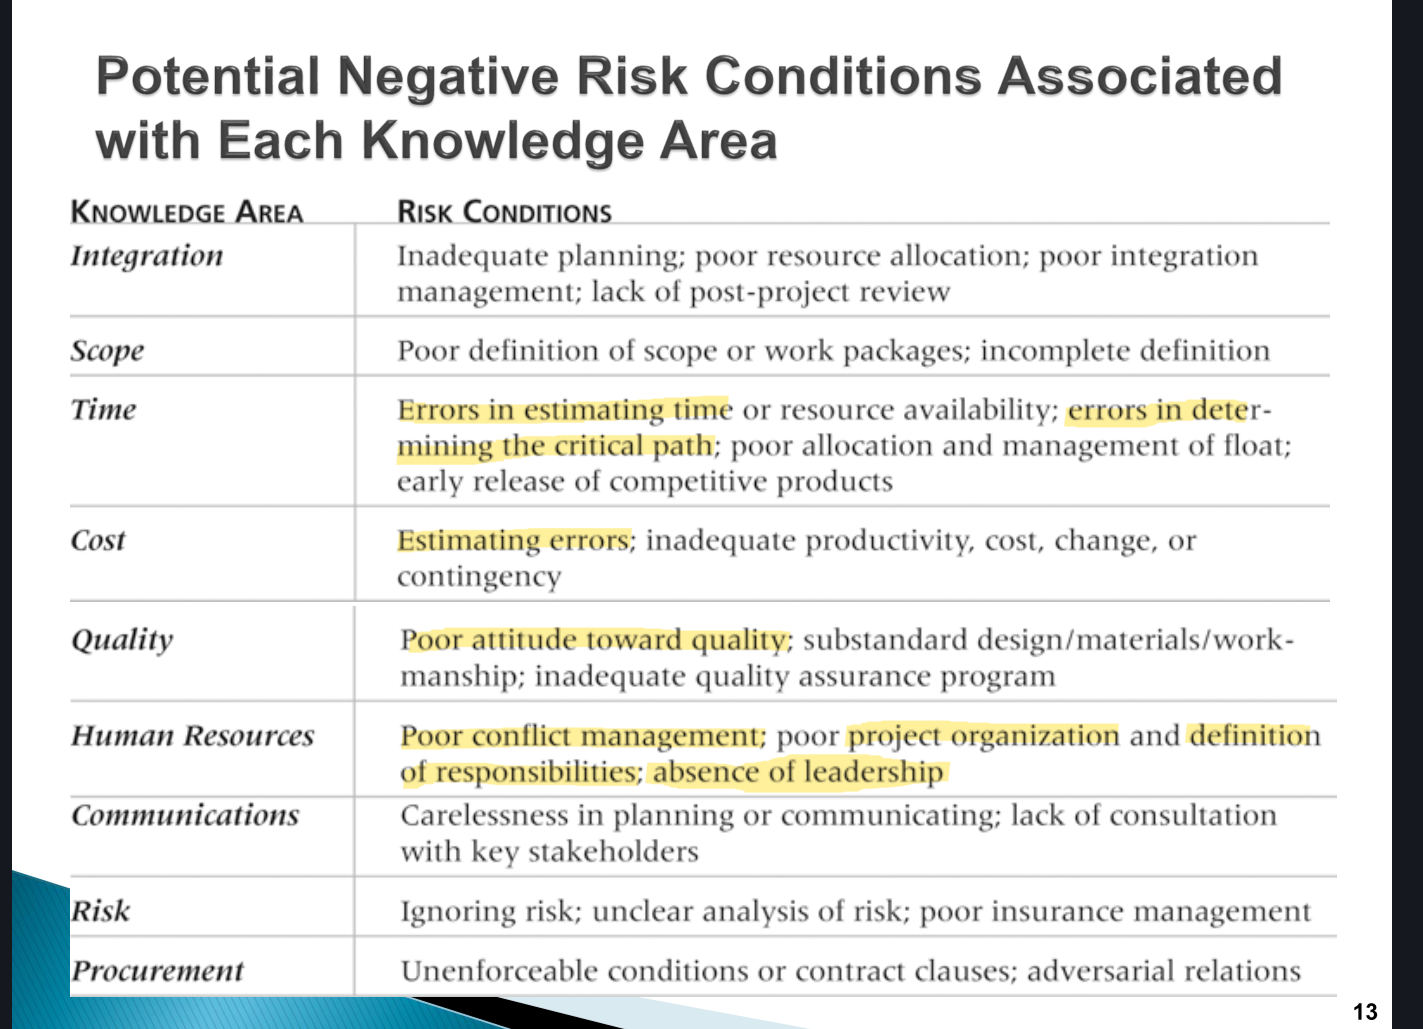 Potential Negative Risk Conditions Associated
with Each Knowledge Area
KNOWLEDGE AREA RISK CONDITIONS
Integration Inadequate planning; poor resource allocation; poor integration
management; lack of post-project review
Scope Poor definition of scope or work packages; incomplete definition
Time Errors in estimating time or resource availability; errors in deter-
mining the critical path; poor allocation and management of float;
early release of competitive products
Cost Estimating errors; inadequate productivity, cost, change, or
contingency
Quality Poor attitude toward quality; substandard design/materials/work-
manship; inadequate quality assurance program
Human Resources Poor conflict management; poor project organization and definition
of responsibilities; absence of leadership
Communications Carelessness in planning or communicating; lack of consultation
with key stakeholders
Risk Ignoring risk; unclear analysis of risk; poor insurance management
Procurement Unenforceable conditions or contract clauses; adversarial relations
13